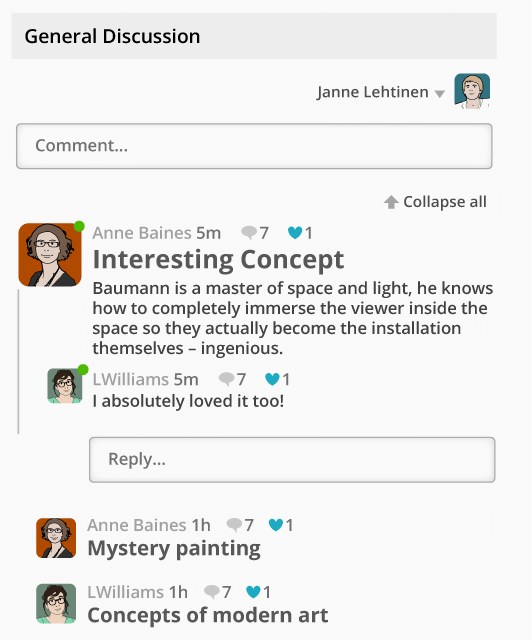 General Discussion
Janne Lehtinen
Comment...
Collapse all
Anne Baines 5m 7 1
Interesting Concept
Baumann is a master of space and light, he knows
how to completely immerse the viewer inside the
space so they actually become the installation
themselves – ingenious.
LWilliams 5m 7 1
I absolutely loved it too!
Reply...
Anne Baines 1h 7 1
Mystery painting
LWilliams 1h 7 1
Concepts of modern art